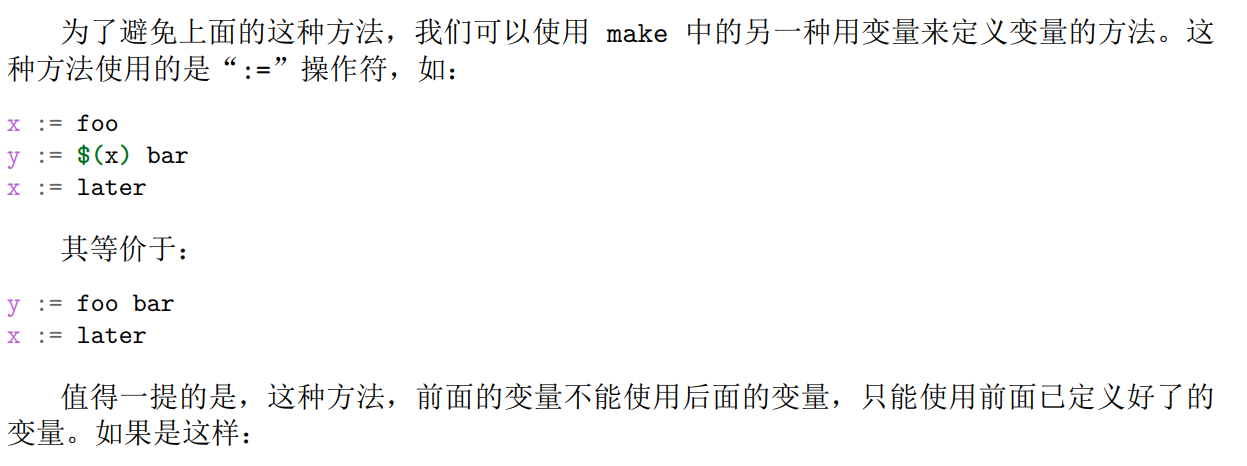 为了避免上面的这种方法，我们可以使用 make 中的另一种用变量来定义变量的方法。这
种方法使用的是“:=”操作符，如：
x := foo
y := $(x) bar
x := later
其等价于：
y := foo bar
x := later
值得一提的是，这种方法，前面的变量不能使用后面的变量，只能使用前面已定义好了的
变量。如果是这样：